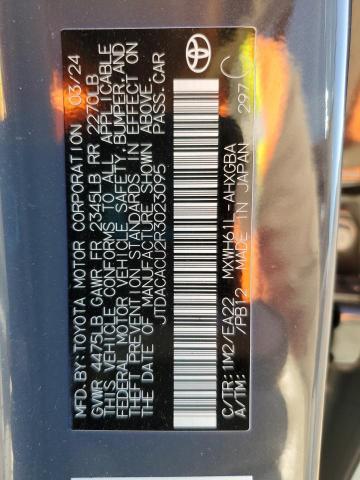 MFD. BY: TOYOTA MOTOR CORPORATION 03/24
GVWR 4475LB GAWR FR 2345LB RR 2270LB
THIS VEHICLE CONFORMS TO ALL APPLICABLE
FEDERAL MOTOR VEHICLE SAFETY, BUMPER, AND
THEFT PREVENTION STANDARDS IN EFFECT ON
THE DATE OF MANUFACTURE SHOWN ABOVE.
JTDACACU2R3023095 PASS. CAR
C/TR: 1M2/EA22 MXWH61L-AHXGBA
A/TM: /PB12 MADE IN JAPAN 297 C